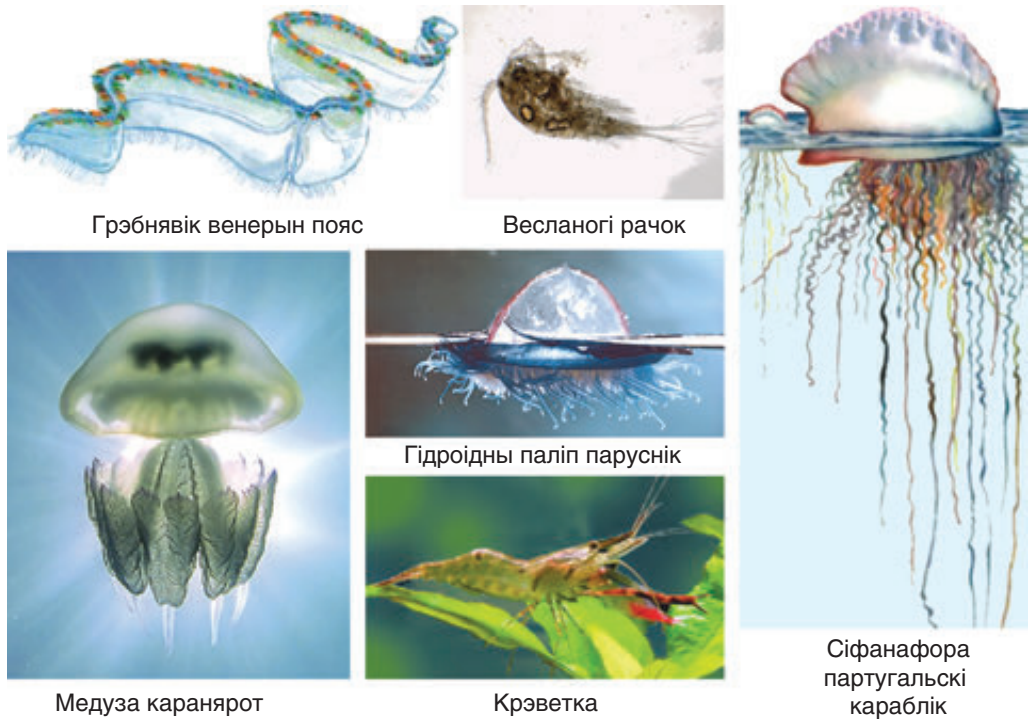 Грэбнявік венерын пояс
Весланогі рачок
Гідроідны паліп паруснік
Медуза каранярот
Крэветка
Сіфанафора
партугальскі
караблік